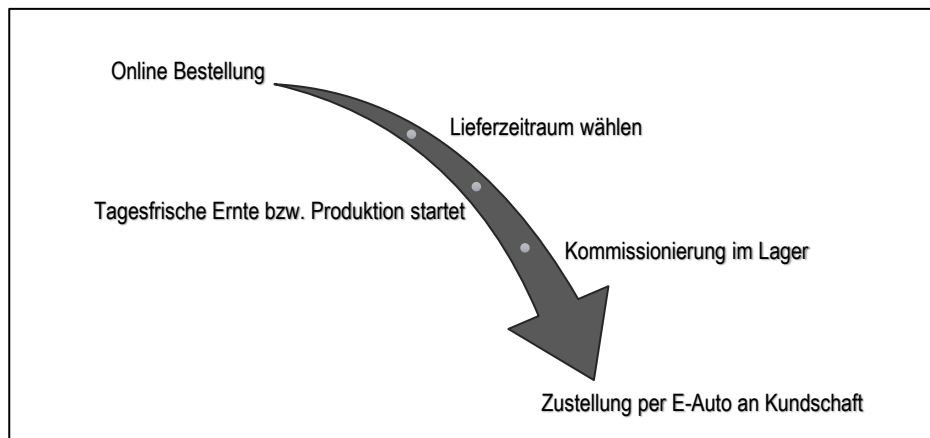 Online Bestellung
Lieferzeitraum wählen
Tagesfrische Ernte bzw. Produktion startet
Kommissionierung im Lager
Zustellung per E-Auto an Kundschaft